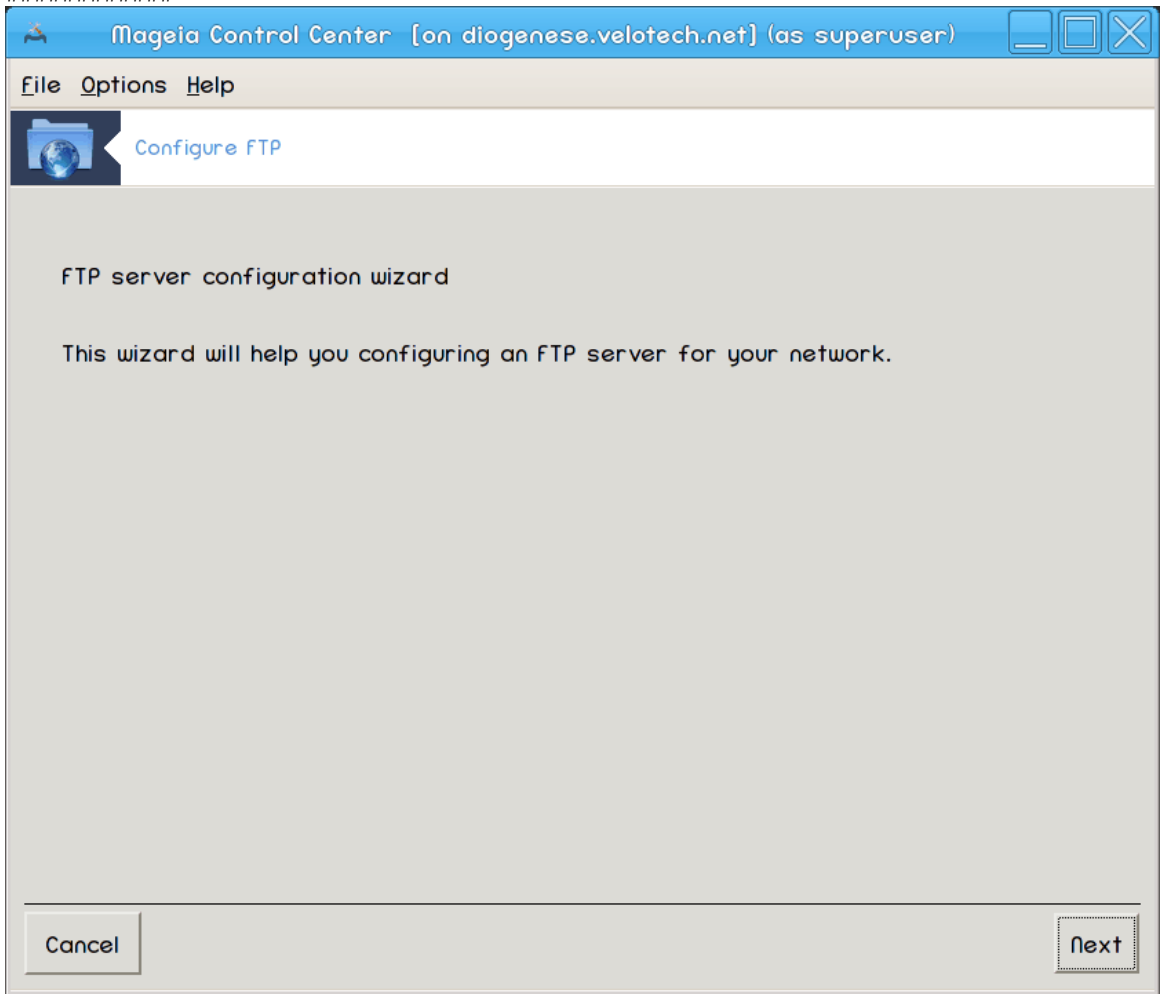 Mageia Control Center [on diogenese.velotech.net] (as superuser)
File Options Help
Configure FTP
FTP server configuration wizard
This wizard will help you configuring an FTP server for your network.
Cancel Next